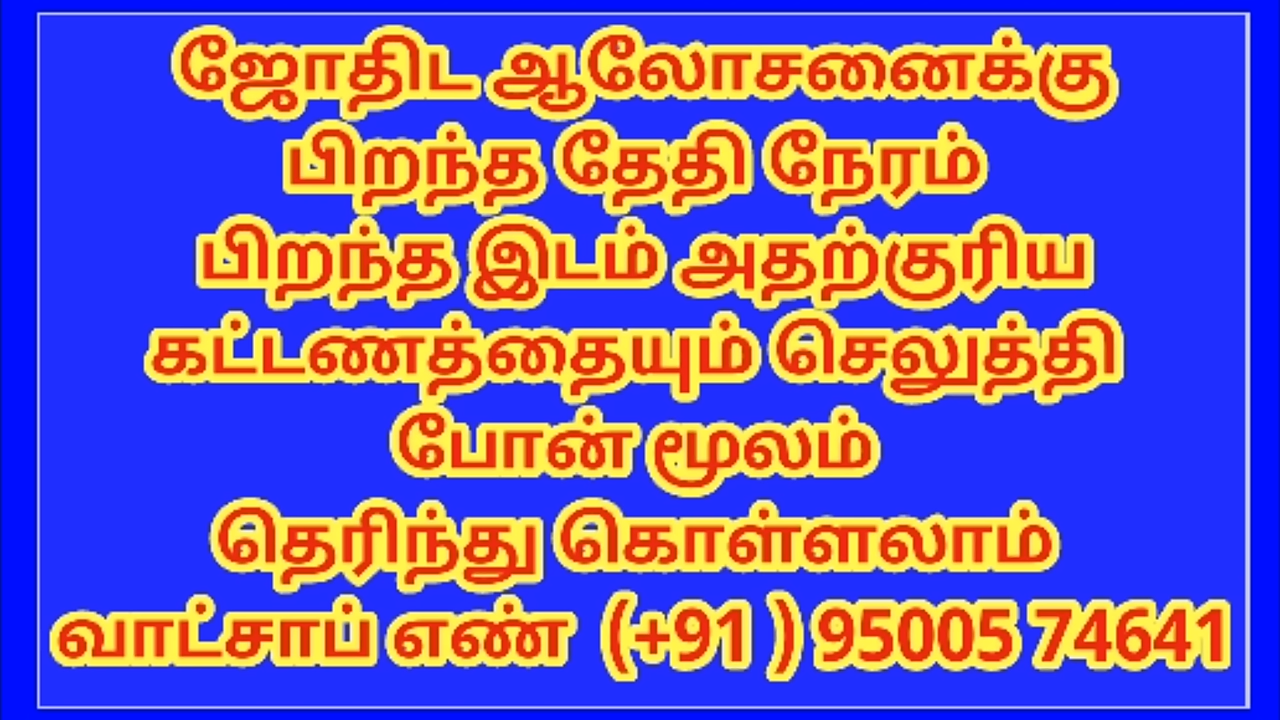 ஜோதிட ஆலோசனைக்கு
பிறந்த தேதி நேரம்
பிறந்த இடம் அதற்குரிய
கட்டணத்தையும் செலுத்தி
போன் மூலம்
தெரிந்து கொள்ளலாம்
வாட்சாப் எண் (+91 ) 95005 74641